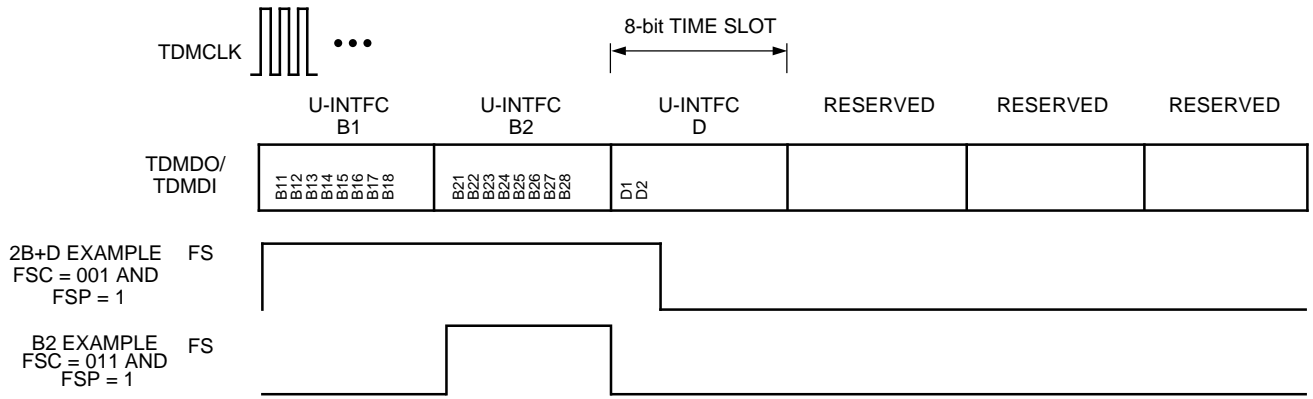 8-bit TIME SLOT
TDMCLK
•••
U-INTFC
B1
U-INTFC
B2
U-INTFC
D
RESERVED
RESERVED
RESERVED
TDMDO/
TDMDI
B11
B12
B13
B14
B15
B16
B17
B18
B21
B22
B23
B24
B25
B26
B27
B28
D1
D2
2B+D EXAMPLE
FSC = 001 AND
FSP = 1
FS
B2 EXAMPLE
FSC = 011 AND
FSP = 1
FS